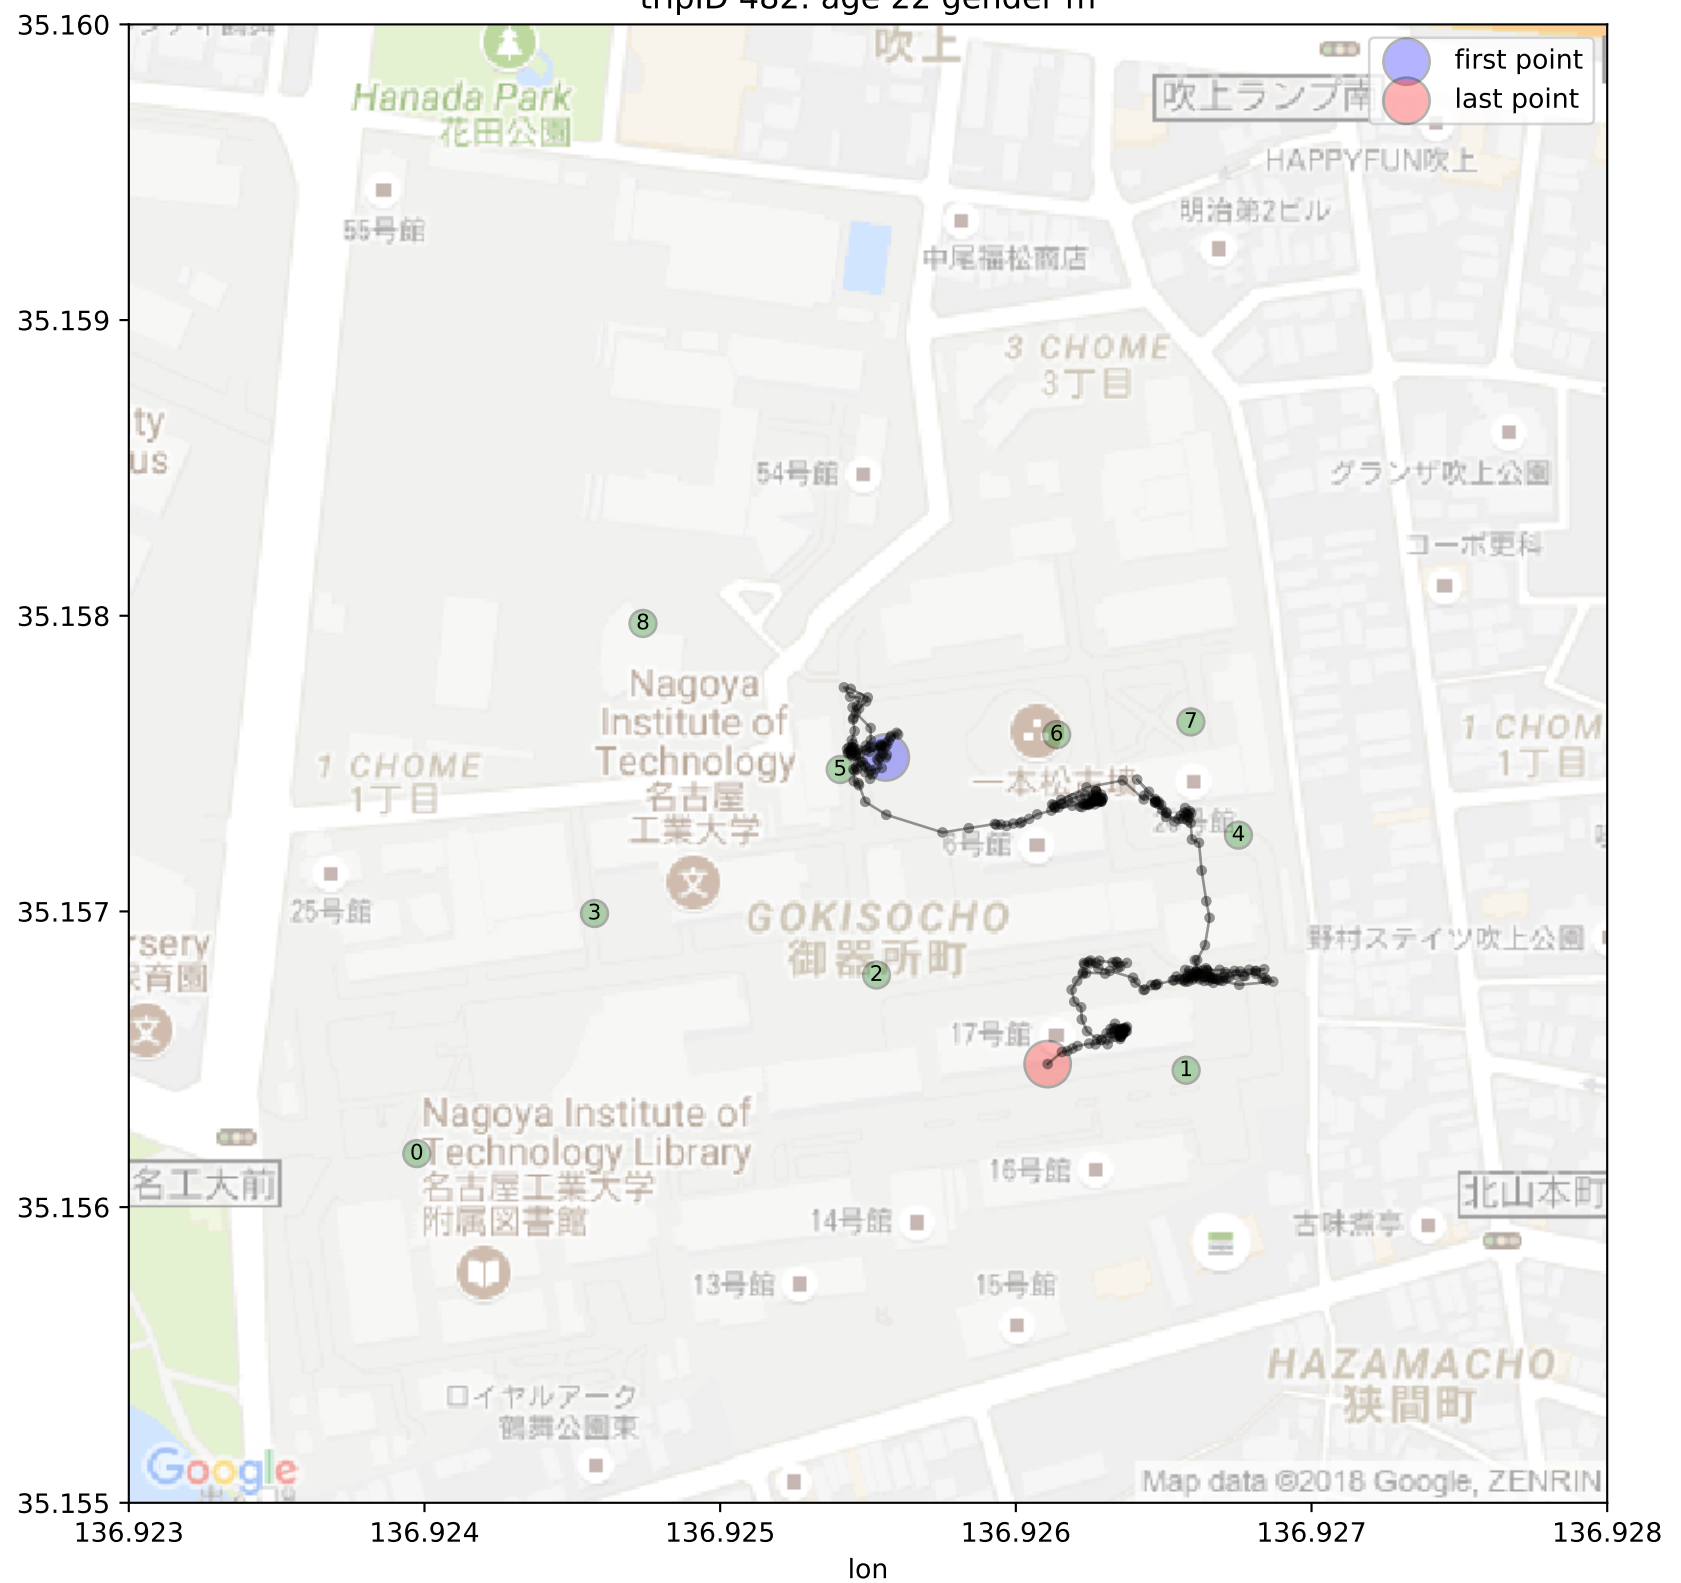 tripID 482: age 22 gender m
35.160
35.159
35.158
35.157
35.156
35.155
136.923
136.924
136.925
136.926
136.927
136.928
lon
first point
last point
吹上
Hanada Park
花田公園
吹上ランプ南
HAPPYFUN吹上
55号館
明治第2ビル
中尾福松商店
3 CHOME
3丁目
ty
us
54号館
グランザ吹上公園
コーポ更科
8
Nagoya
Institute of
Technology
名古屋
工業大学
5
6
7
4
一本松古墳
1 CHOME
1丁目
1 CHOM
1丁目
6号館
25号館
3
GOKISOCHO
御器所町
2
野村ステイツ吹上公園
rsery
保育園
17号館
1
0
Nagoya Institute of
Technology Library
名古屋工業大学
附属図書館
名工大前
16号館
14号館
13号館
15号館
古味煮亭
北山本町
HAZAMACHO
狭間町
ロイヤルアーク
鶴舞公園東
Google
Map data ©2018 Google, ZENRIN